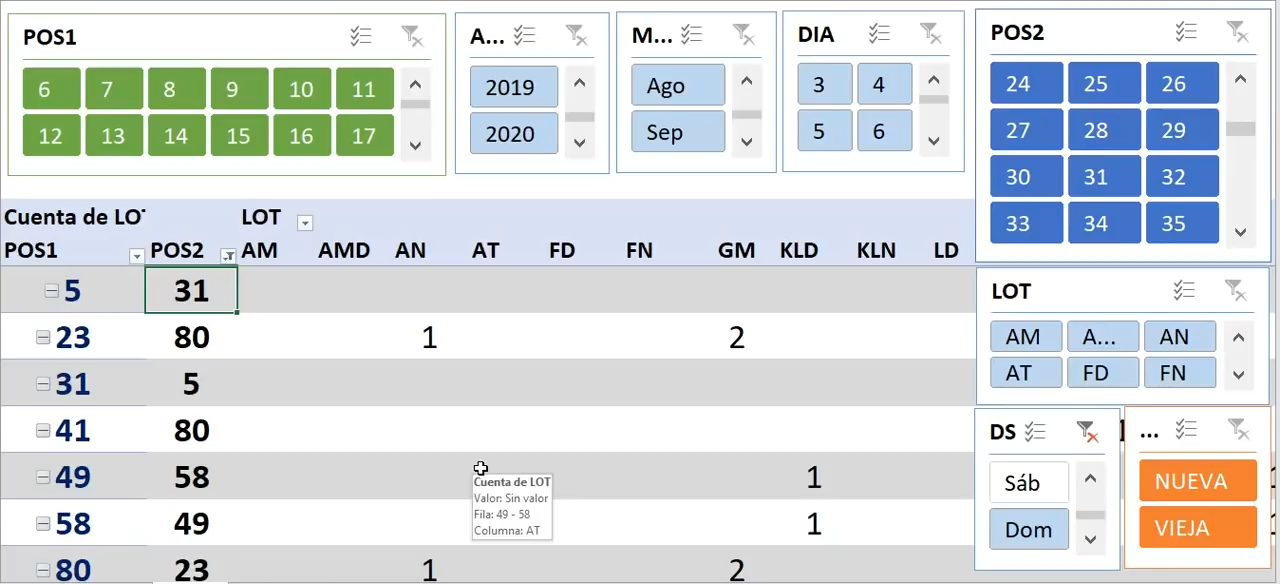 POS1
6 7 8 9 10 11
12 13 14 15 16 17
A...
2019
2020
M...
Ago
Sep
DIA
3 4
5 6
POS2
24 25 26
27 28 29
30 31 32
33 34 35
Cuenta de LO LOT
POS1 POS2 AM AMD AN AT FD FN GM KLD KLN LD
5 31
23 80 1 2
31 5
41 80
49 58 1
58 49 1
80 23 1 2
Cuenta de LOT
Valor: Sin valor
Fila: 49 - 58
Columna: AT
LOT
AM A... AN
AT FD FN
DS
Sáb
Dom
...
NUEVA
VIEJA